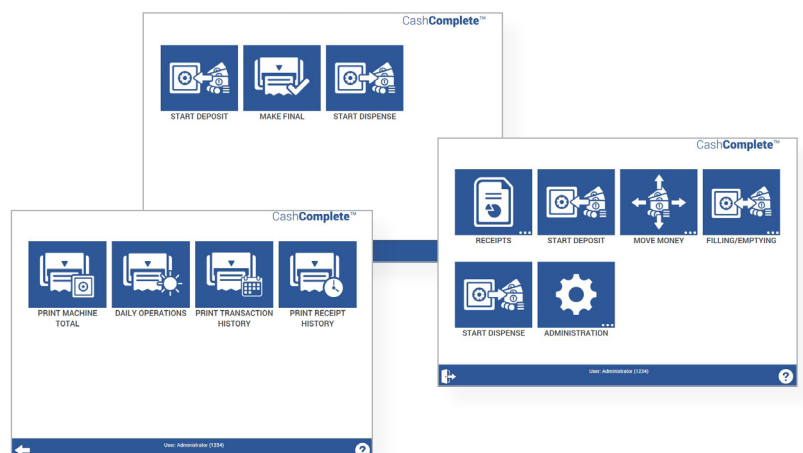 CashComplete™
START DEPOSIT
MAKE FINAL
START DISPENSE
CashComplete™
RECEIPTS
START DEPOSIT
MOVE MONEY
FILLING/EMPTYING
START DISPENSE
ADMINISTRATION
User: Administrator (1234)
?
CashComplete™
PRINT MACHINE
TOTAL
DAILY OPERATIONS
PRINT TRANSACTION
HISTORY
PRINT RECEIPT
HISTORY
User: Administrator (1234)
?